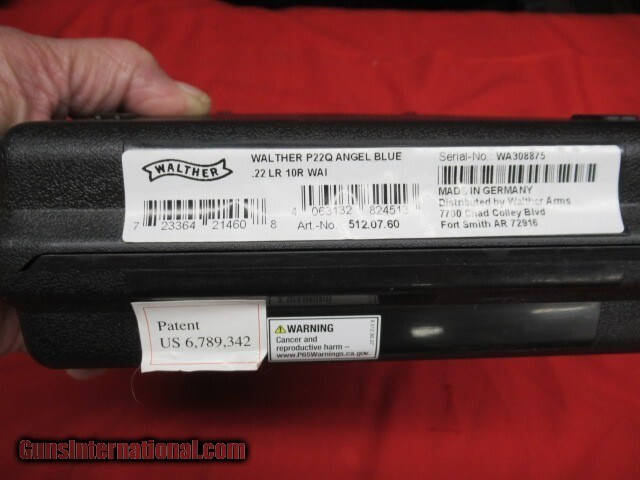 WALTHER
WALTHER P22Q ANGEL BLUE
.22 LR 10R WAI
Serial-No.: WA308875
7 23364 21460 8
4 063132 824513
Art.-No. 512.07.60
MADE IN GERMANY
Distributed by Walther Arms
7700 Chad Colley Blvd
Fort Smith AR 72916
Patent
US 6,789,342
WARNING
Cancer and
reproductive harm –
www.P65Warnings.ca.gov.
GunsInternational.com